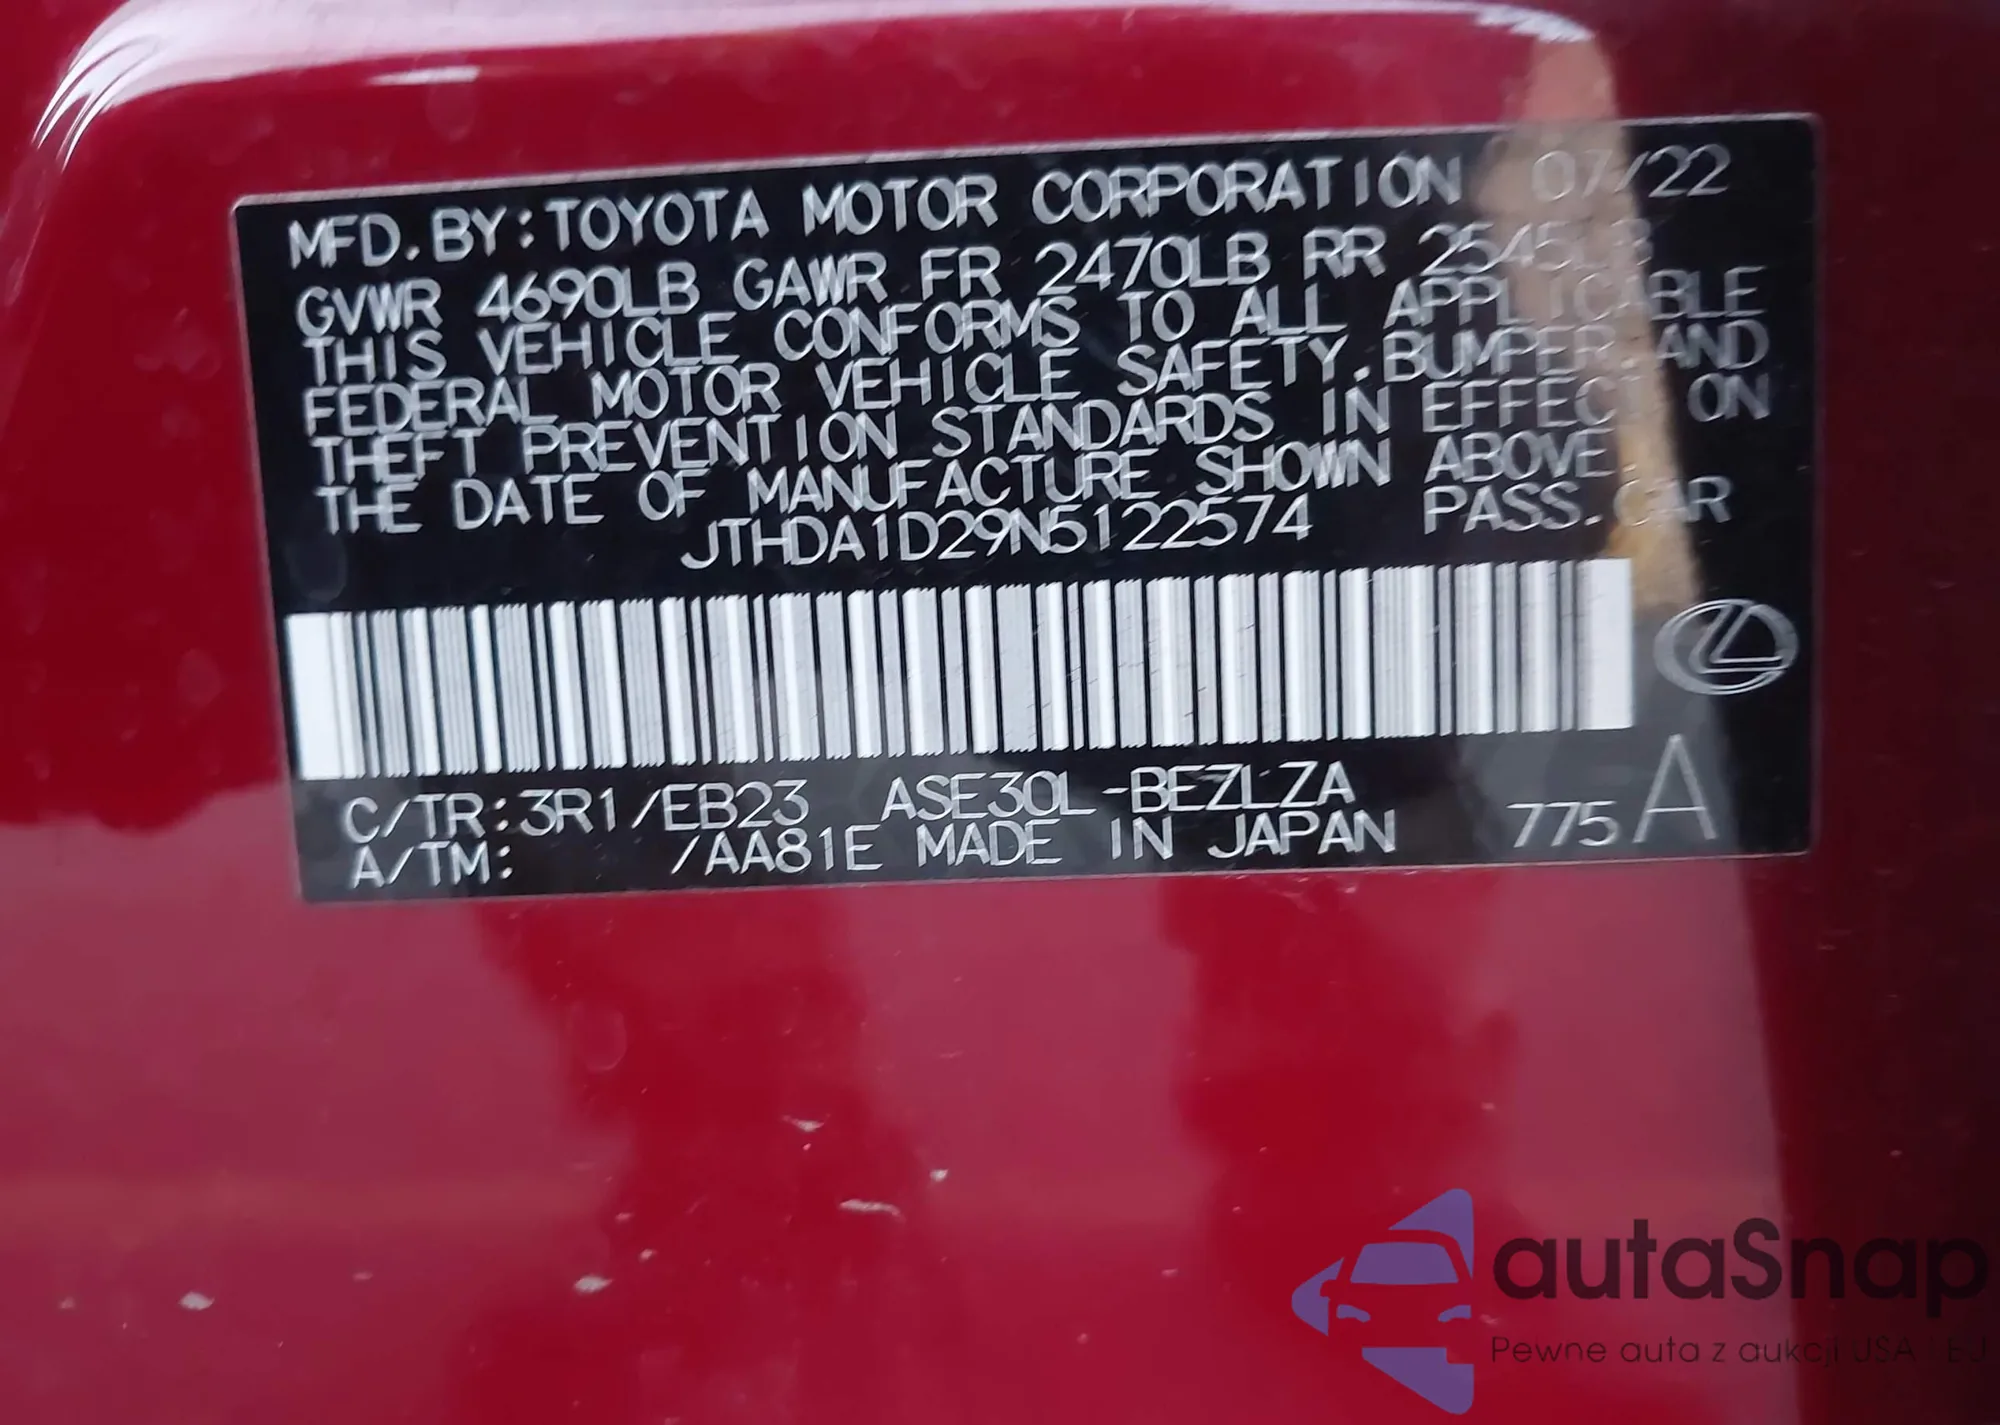 MFD. BY: TOYOTA MOTOR CORPORATION 07/22
GVWR 4690LB GAWR FR 2470LB RR 2545LB
THIS VEHICLE CONFORMS TO ALL APPLICABLE
FEDERAL MOTOR VEHICLE SAFETY, BUMPER, AND
THEFT PREVENTION STANDARDS IN EFFECT ON
THE DATE OF MANUFACTURE SHOWN ABOVE.
JTHDA1D29N5122574 PASS. CAR
C/TR: 3R1/EB23 ASE30L-BEZLZA
A/TM: /AA81E MADE IN JAPAN 775 A
autaSnap
Pewne auta z aukcji USA